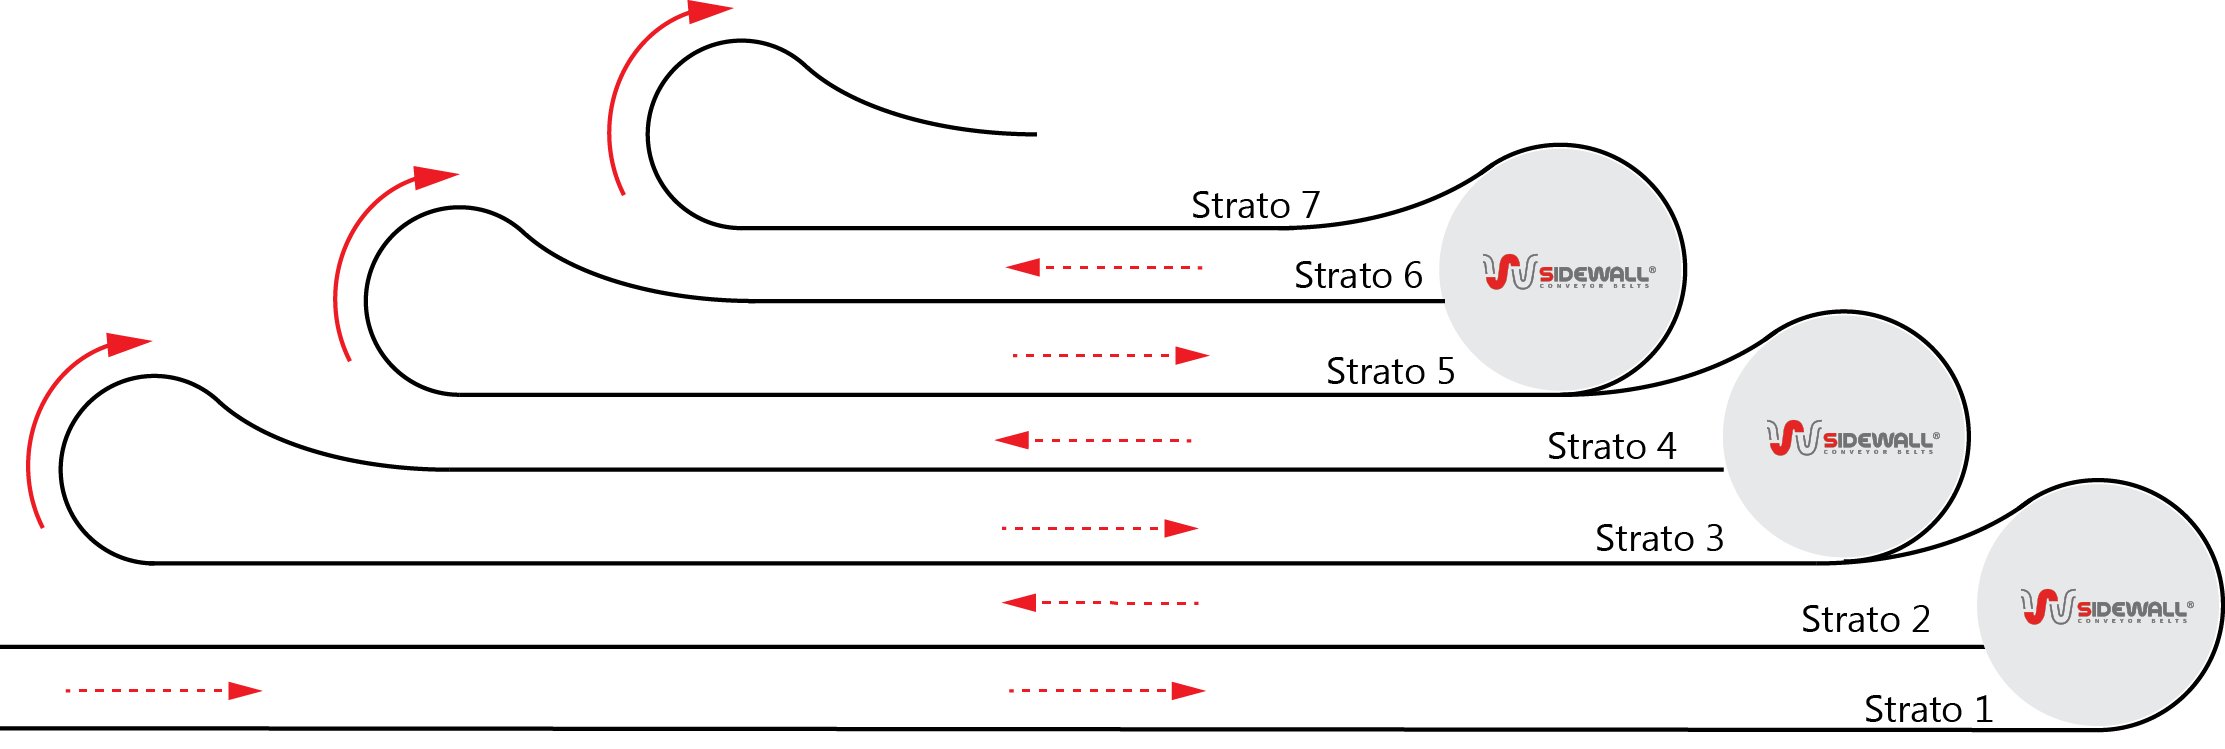 Strato 7
Strato 6
SIDEWALL®
CONVEYOR BELTS
Strato 5
Strato 4
SIDEWALL®
CONVEYOR BELTS
Strato 3
Strato 2
SIDEWALL®
CONVEYOR BELTS
Strato 1